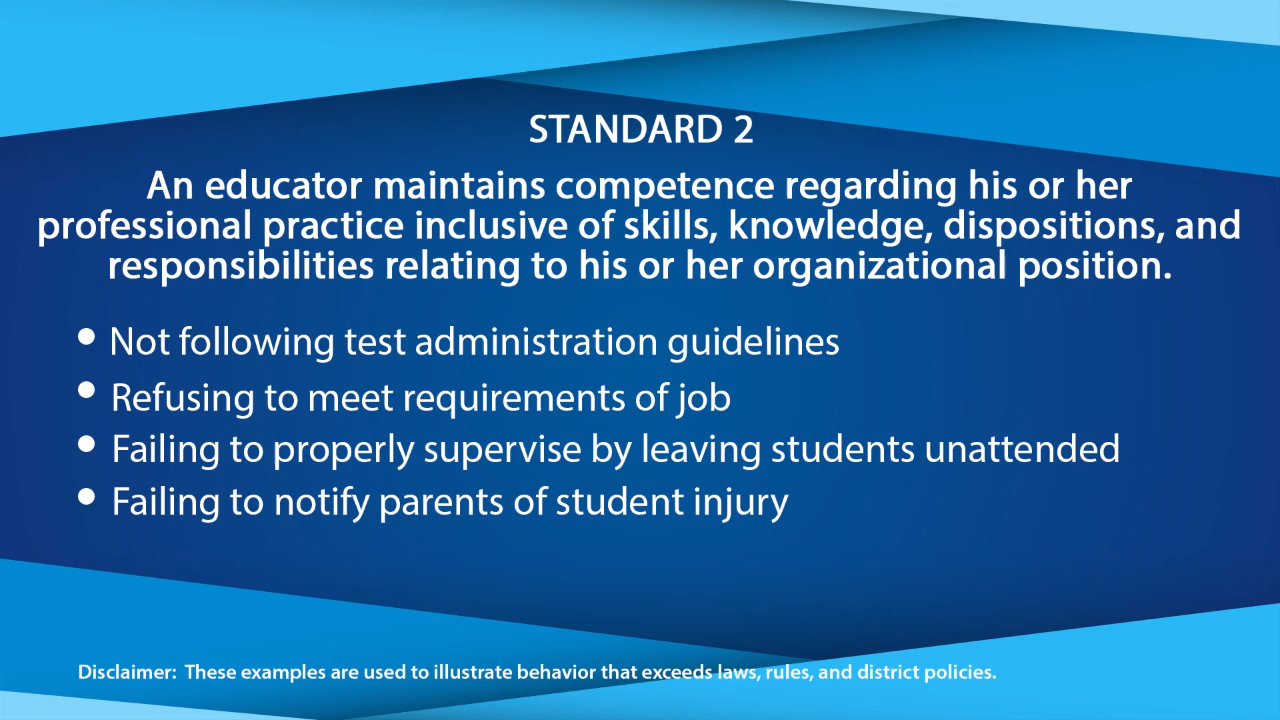 STANDARD 2
An educator maintains competence regarding his or her
professional practice inclusive of skills, knowledge, dispositions, and
responsibilities relating to his or her organizational position.
• Not following test administration guidelines
• Refusing to meet requirements of job
• Failing to properly supervise by leaving students unattended
• Failing to notify parents of student injury
Disclaimer: These examples are used to illustrate behavior that exceeds laws, rules, and district policies.